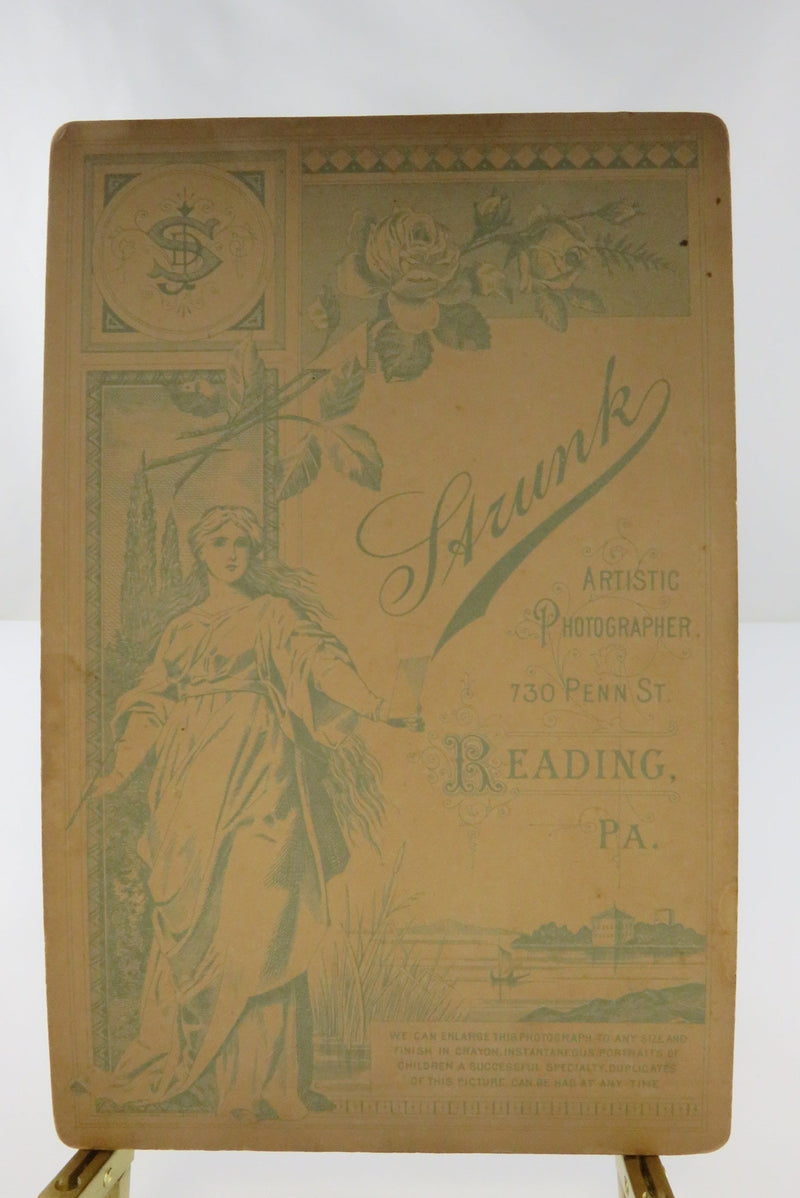 JDS
Strunk
ARTISTIC
PHOTOGRAPHER.
730 PENN ST.
READING,
PA.
WE CAN ENLARGE THIS PHOTOGRAPH TO ANY SIZE AND
FINISH IN CRAYON, INSTANTANEOUS PORTRAITS OF
CHILDREN A SUCCESSFUL SPECIALTY, DUPLICATES
OF THIS PICTURE CAN BE HAD AT ANY TIME